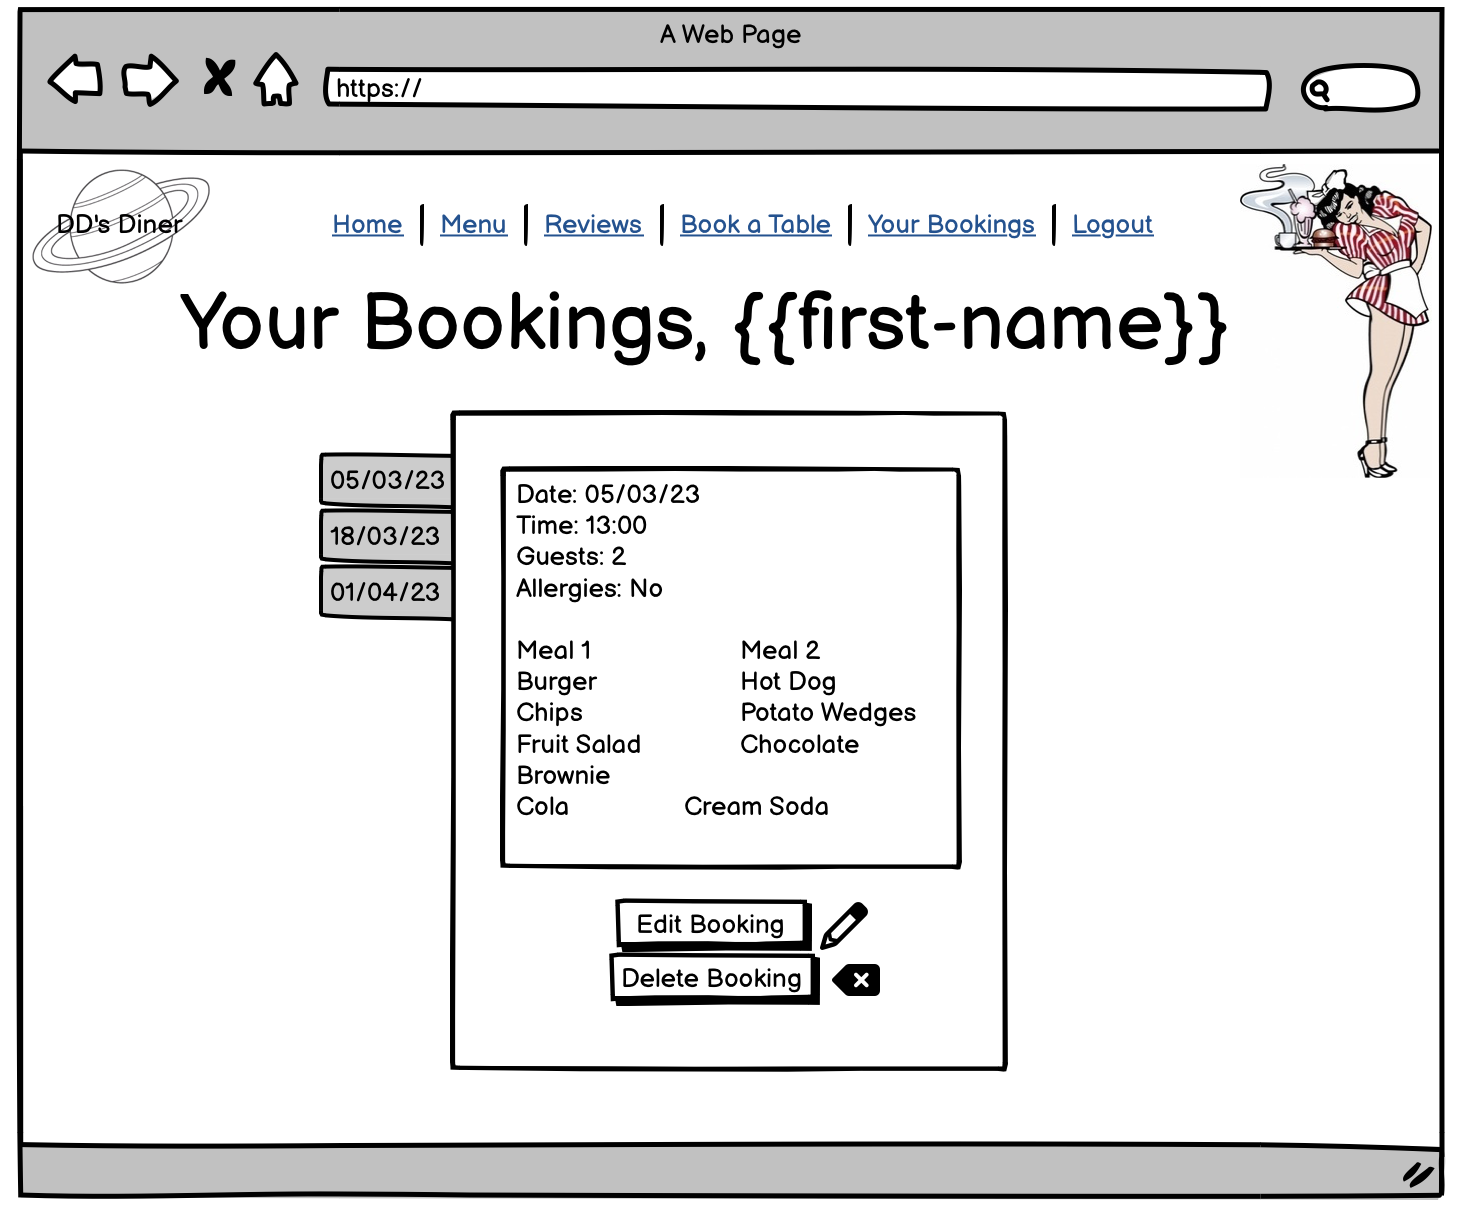 A Web Page
https://
DD's Diner
Home Menu Reviews Book a Table Your Bookings Logout
Your Bookings, {{first-name}}
05/03/23
18/03/23
01/04/23
Date: 05/03/23
Time: 13:00
Guests: 2
Allergies: No
Meal 1 Meal 2
Burger Hot Dog
Chips Potato Wedges
Fruit Salad Chocolate
Brownie
Cola Cream Soda
Edit Booking
Delete Booking